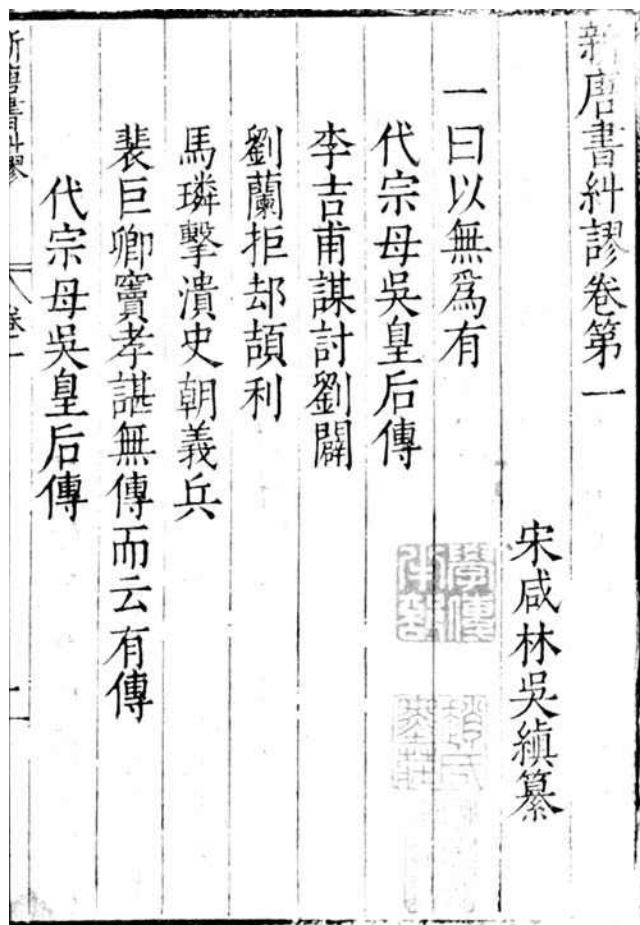 新唐書糾謬卷第一
宋咸林吳縝纂
一曰以無爲有
代宗母吳皇后傳
李吉甫謀討劉闢
劉蘭拒却頡利
馬璘擊潰史朝義兵
裴巨卿竇孝諶無傳而云有傳
代宗母吳皇后傳
新唐書糾謬
卷一